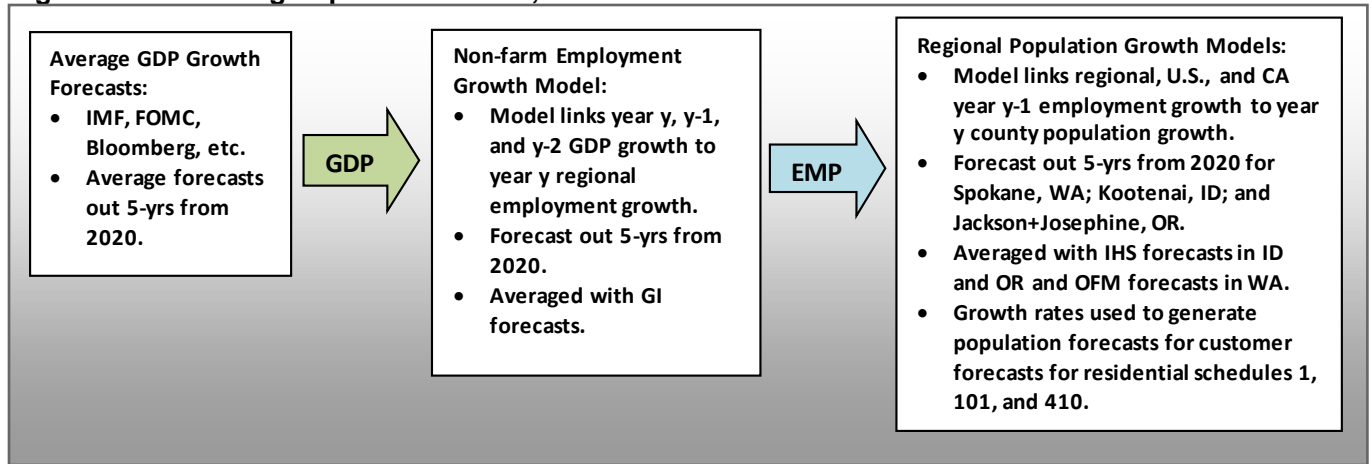 Average GDP Growth
Forecasts:
• IMF, FOMC,
Bloomberg, etc.
• Average forecasts
out 5-yrs from
2020.
GDP
Non-farm Employment
Growth Model:
• Model links year y, y-1,
and y-2 GDP growth to
year y regional
employment growth.
• Forecast out 5-yrs from
2020.
• Averaged with GI
forecasts.
EMP
Regional Population Growth Models:
• Model links regional, U.S., and CA
year y-1 employment growth to year
y county population growth.
• Forecast out 5-yrs from 2020 for
Spokane, WA; Kootenai, ID; and
Jackson+Josephine, OR.
• Averaged with IHS forecasts in ID
and OR and OFM forecasts in WA.
• Growth rates used to generate
population forecasts for customer
forecasts for residential schedules 1,
101, and 410.